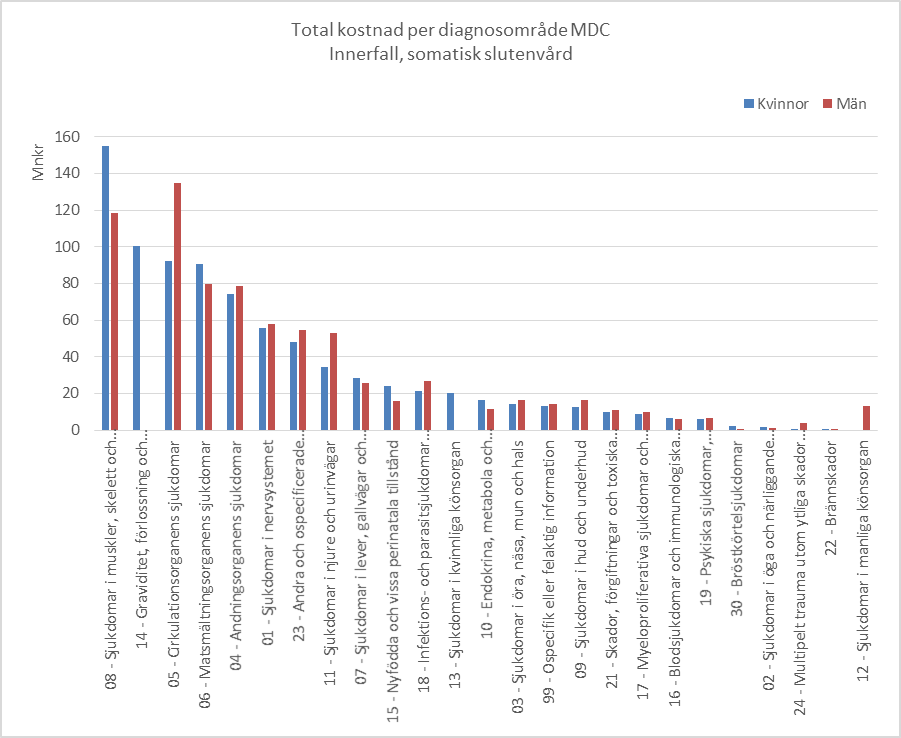 Total kostnad per diagnosområde MDC
Innerfall, somatisk slutenvård
Kvinnor
Män
Mnkr
160
140
120
100
80
60
40
20
0
08 - Sjukdomar i muskler, skelett och…
14 - Graviditet, förlossning och…
05 - Cirkulationsorganens sjukdomar
06 - Matsmältningsorganens sjukdomar
04 - Andningsorganens sjukdomar
01 - Sjukdomar i nervsystemet
23 - Andra och ospecificerade…
11 - Sjukdomar i njure och urinvägar
07 - Sjukdomar i lever, gallvägar och…
15 - Nyfödda och vissa perinatala tillstånd
18 - Infektions- och parasitsjukdomar…
13 - Sjukdomar i kvinnliga könsorgan
10 - Endokrina, metabola och…
03 - Sjukdomar i öra, näsa, mun och hals
99 - Ospecifik eller felaktig information
09 - Sjukdomar i hud och underhud
21 - Skador, förgiftningar och toxiska…
17 - Myeloproliferativa sjukdomar och…
16 - Blodsjukdomar och immunologiska…
19 - Psykiska sjukdomar,…
30 - Bröstkörtelsjukdomar
02 - Sjukdomar i öga och närliggande…
24 - Multipelt trauma utom ytliga skador…
22 - Brännskador
12 - Sjukdomar i manliga könsorgan